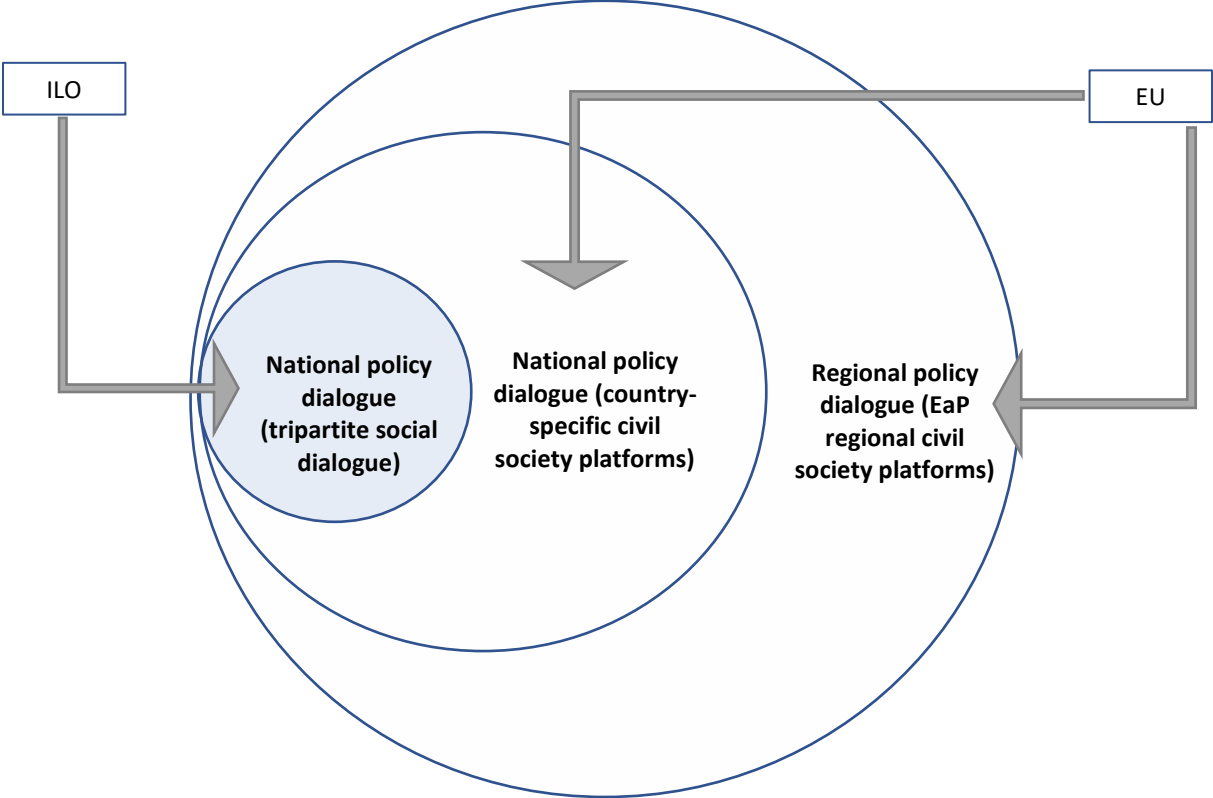 ILO
EU
National policy
dialogue
(tripartite social
dialogue)
National policy
dialogue (country-
specific civil
society platforms)
Regional policy
dialogue (EaP
regional civil
society platforms)